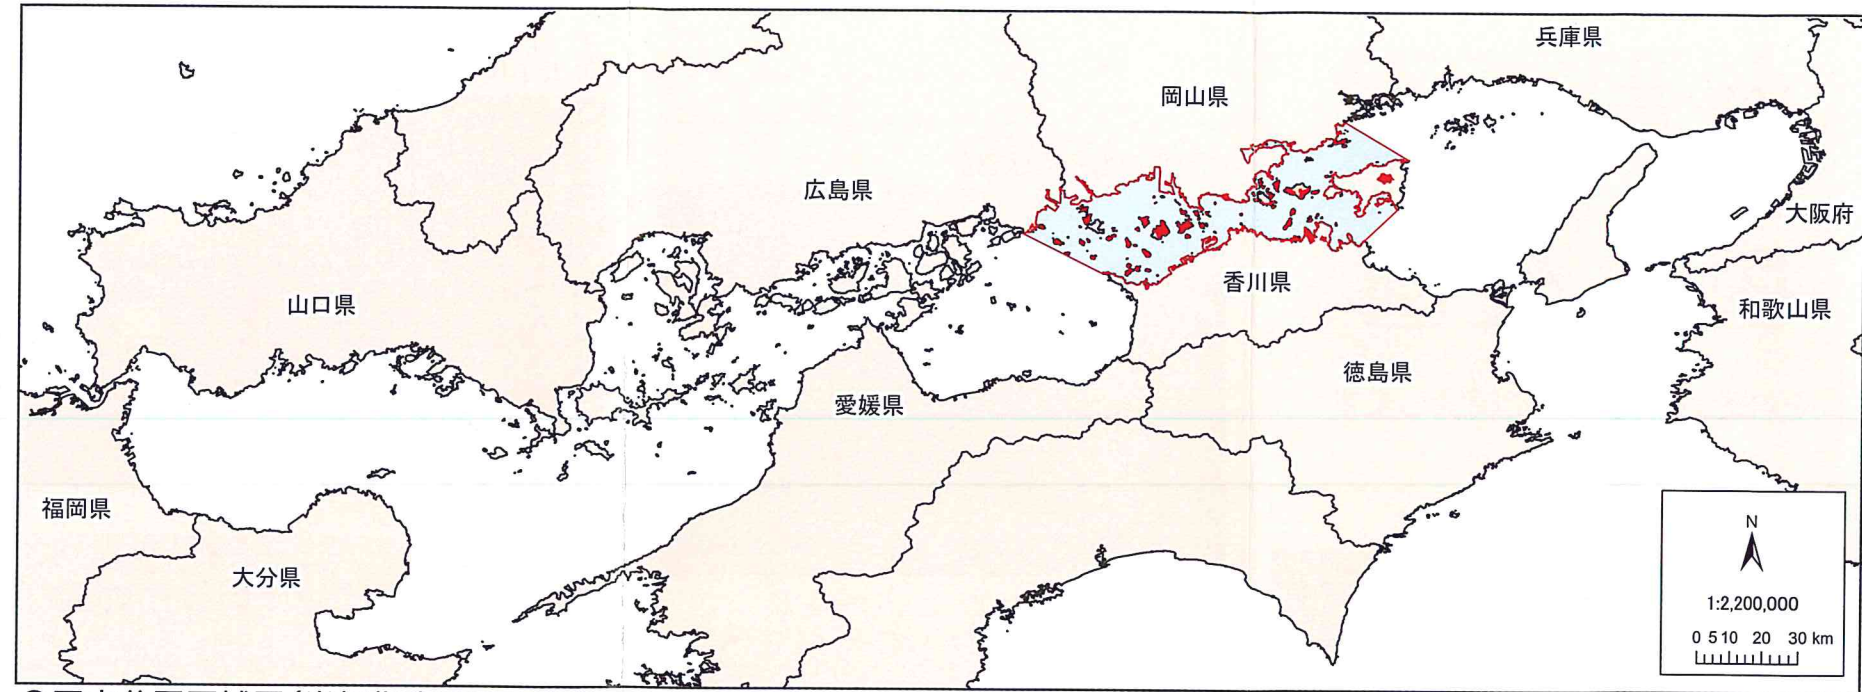 兵庫県
岡山県
広島県
大阪府
香川県
山口県
和歌山県
徳島県
愛媛県
福岡県
大分県
N
1:2,200,000
0 5 10 20 30 km